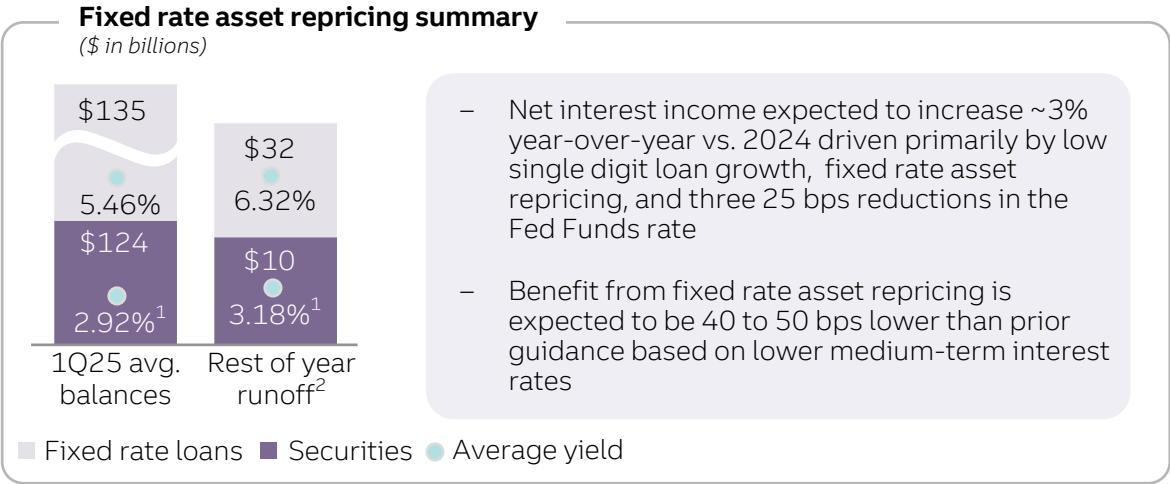 Fixed rate asset repricing summary
($ in billions)
$135
5.46%
$124
2.92%1
$32
6.32%
$10
3.18%1
1Q25 avg.
balances
Rest of year
runoff2
– Net interest income expected to increase ~3%
year-over-year vs. 2024 driven primarily by low
single digit loan growth, fixed rate asset
repricing, and three 25 bps reductions in the
Fed Funds rate
– Benefit from fixed rate asset repricing is
expected to be 40 to 50 bps lower than prior
guidance based on lower medium-term interest
rates
Fixed rate loans Securities Average yield